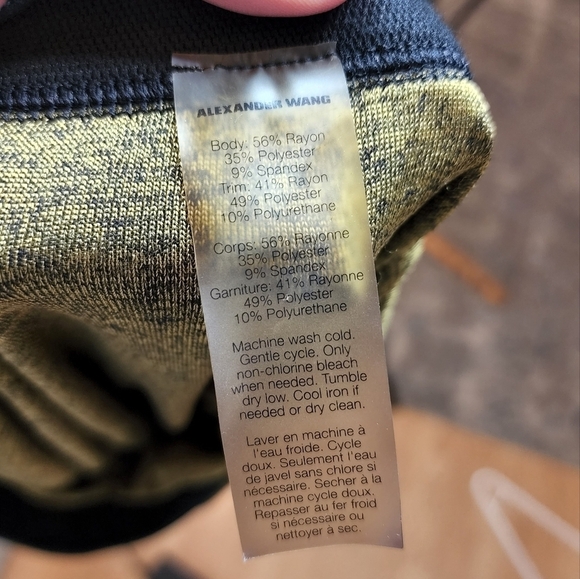 ALEXANDER WANG
Body: 56% Rayon
35% Polyester
9% Spandex
Trim: 41% Rayon
49% Polyester
10% Polyurethane
Corps: 56% Rayonne
35% Polyester
9% Spandex
Garniture: 41% Rayonne
49% Polyester
10% Polyurethane
Machine wash cold.
Gentle cycle. Only
non-chlorine bleach
when needed. Tumble
dry low. Cool iron if
needed or dry clean.
Laver en machine à
l'eau froide. Cycle
doux. Seulement l'eau
de javel sans chlore si
nécessaire. Secher à la
machine cycle doux.
Repasser au fer froid
si nécessaire ou
nettoyer à sec.